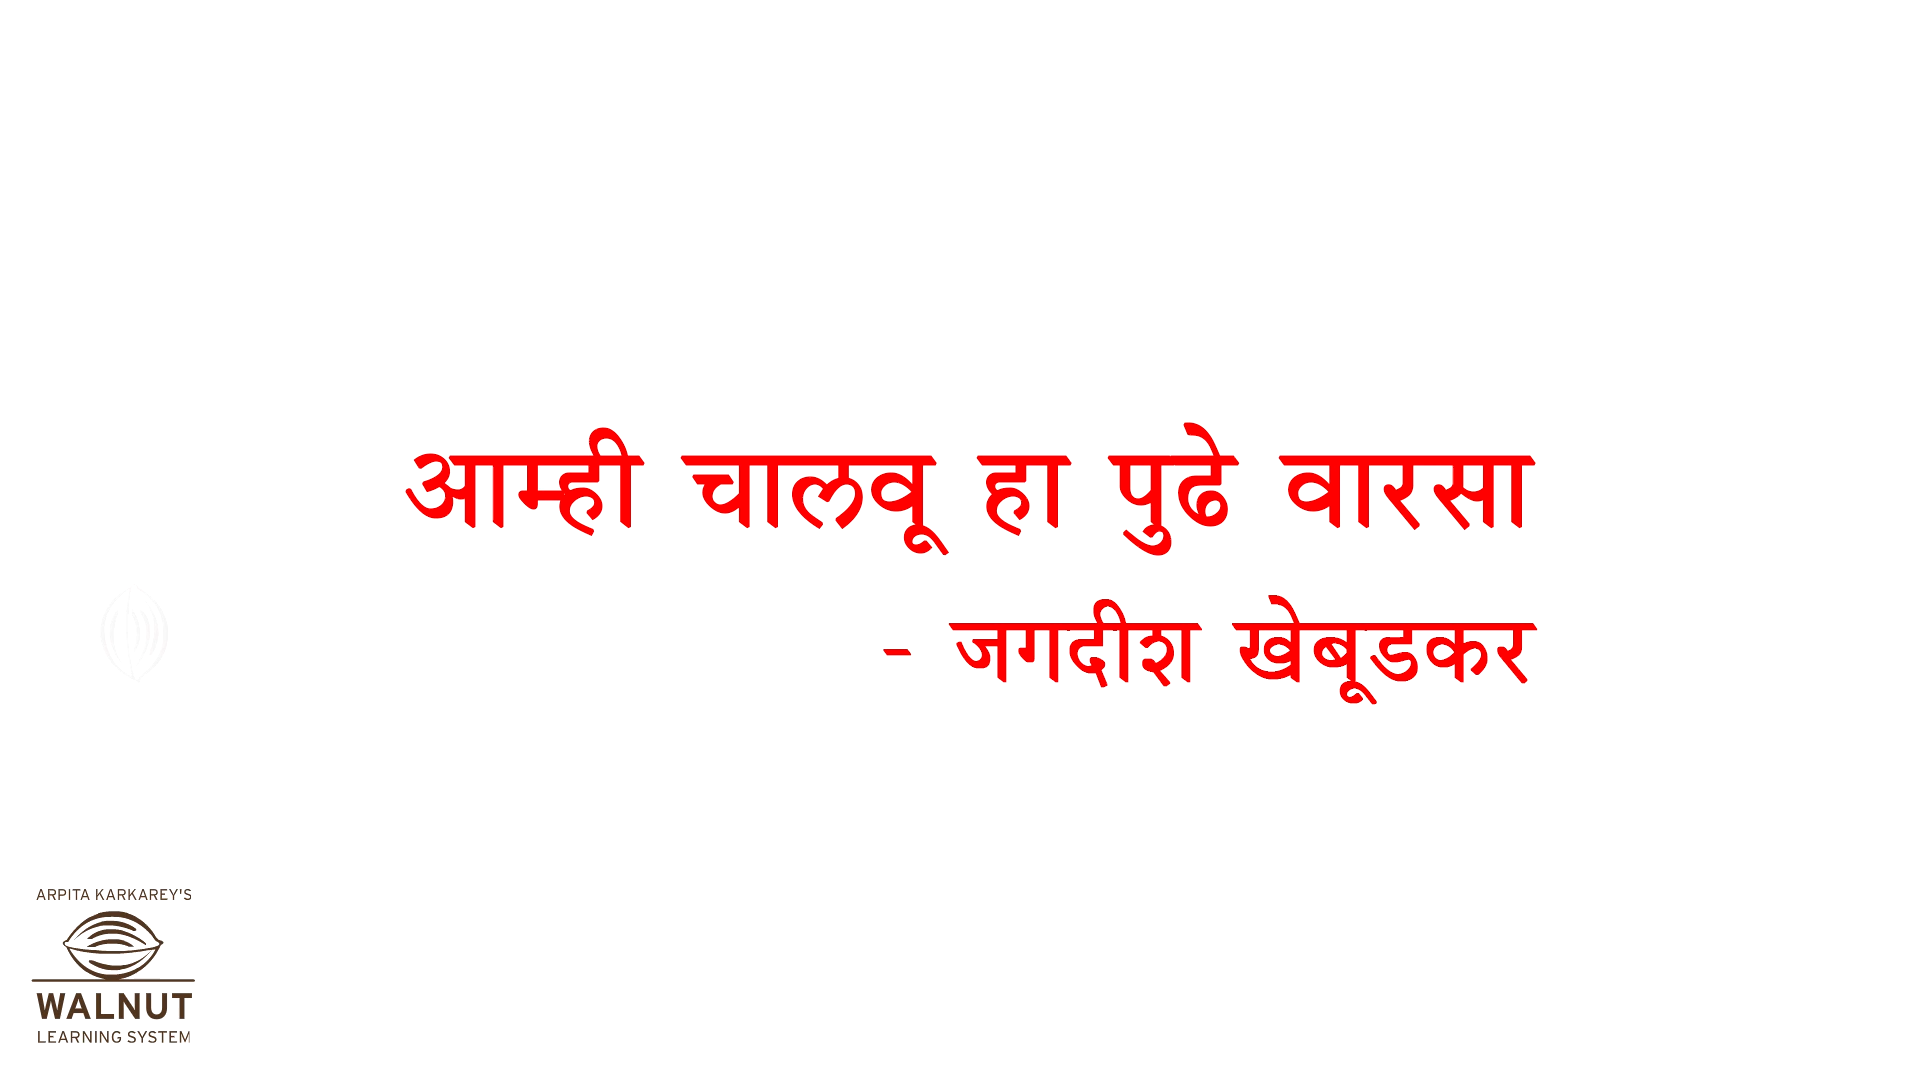 आम्ही चालवू हा पुढे वारसा
- जगदीश खेबूडकर
ARPITA KARKAREY'S
WALNUT
LEARNING SYSTEM